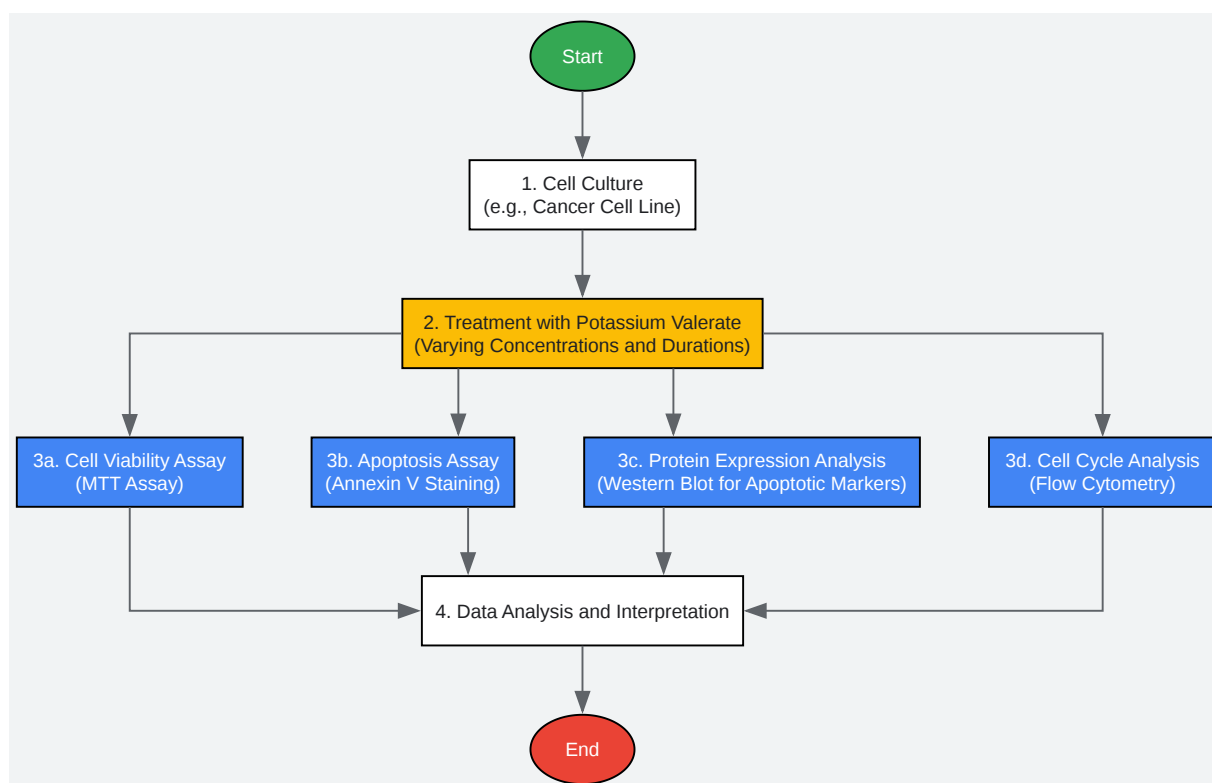 Start
1. Cell Culture
(e.g., Cancer Cell Line)
2. Treatment with Potassium Valerate
(Varying Concentrations and Durations)
3a. Cell Viability Assay
(MTT Assay)
3b. Apoptosis Assay
(Annexin V Staining)
3c. Protein Expression Analysis
(Western Blot for Apoptotic Markers)
3d. Cell Cycle Analysis
(Flow Cytometry)
4. Data Analysis and Interpretation
End